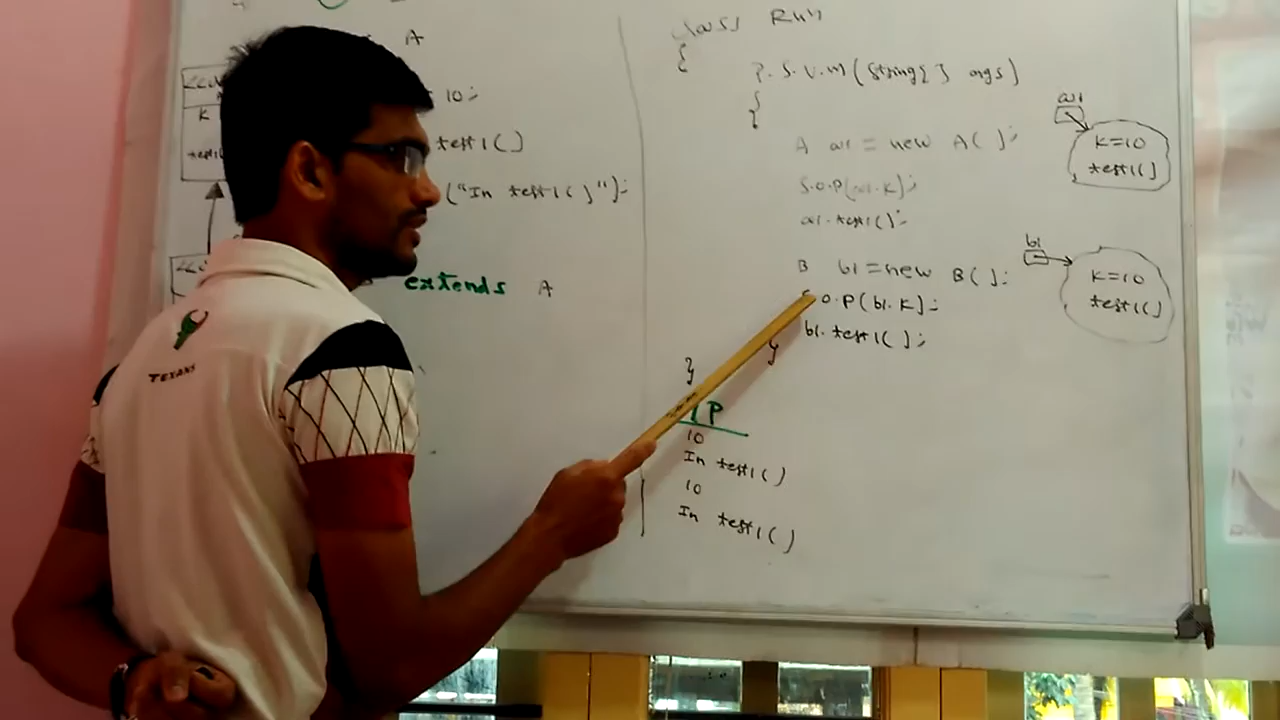 A
K
10;
test1()
("In test1()");
extends A
class Run
{
P.S.V.M(String[] args)
{
A a1 = new A();
S.O.P(a1.K);
a1.test1();
B b1 = new B();
S.O.P(b1.K);
b1.test1();
}
}
P
10
In test1()
10
In test1()
a1
K=10
test1()
b1
K=10
test1()
TEXANS